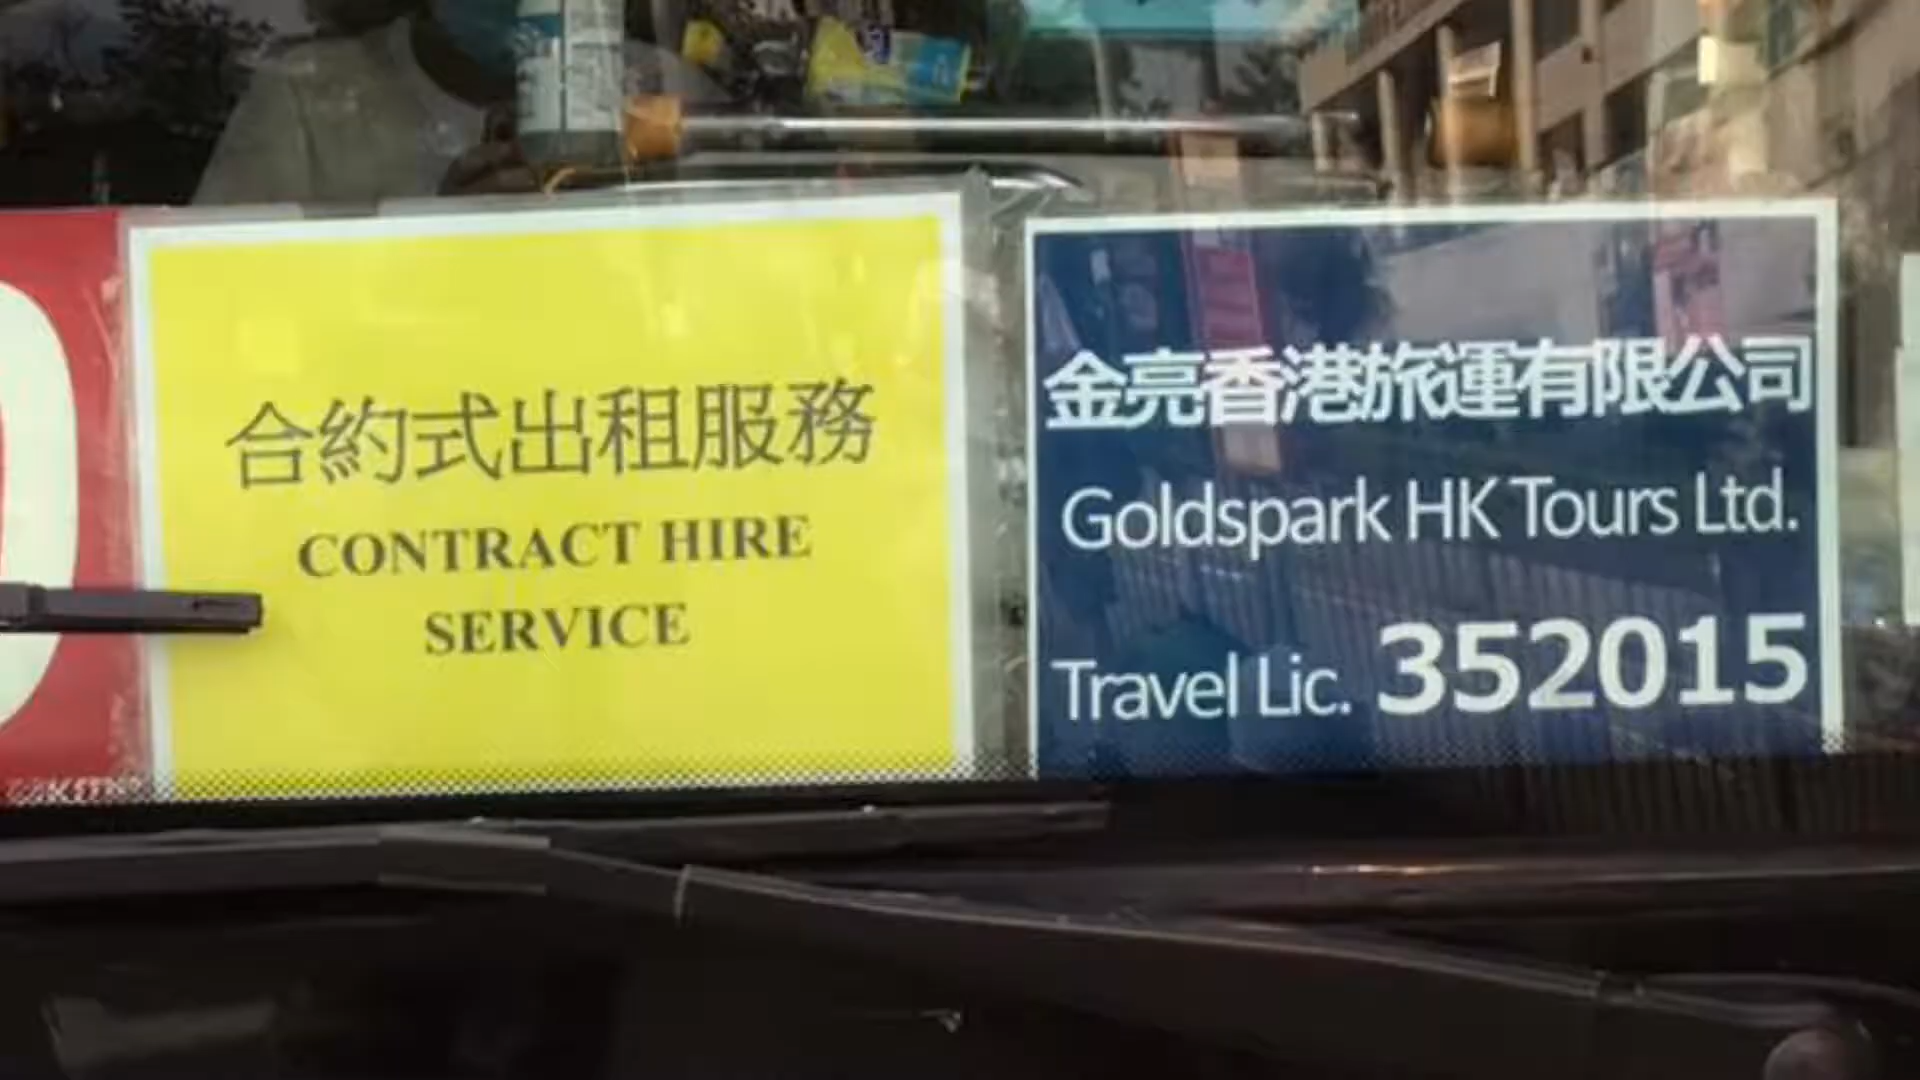 合約式出租服務
CONTRACT HIRE
SERVICE
金亮香港旅運有限公司
Goldspark HK Tours Ltd.
Travel Lic. 352015